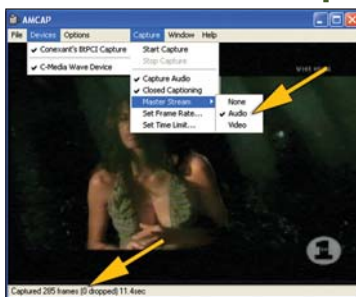 AMCAP
File Devices Options Capture Window Help
✔ Conexant's BtPCI Capture
✔ C-Media Wave Device
Start Capture
Stop Capture
✔ Capture Audio
✔ Closed Captioning
Master Stream
Set Frame Rate...
Set Time Limit...
None
✔ Audio
Video
1
Captured 285 frames (0 dropped) 11.4sec